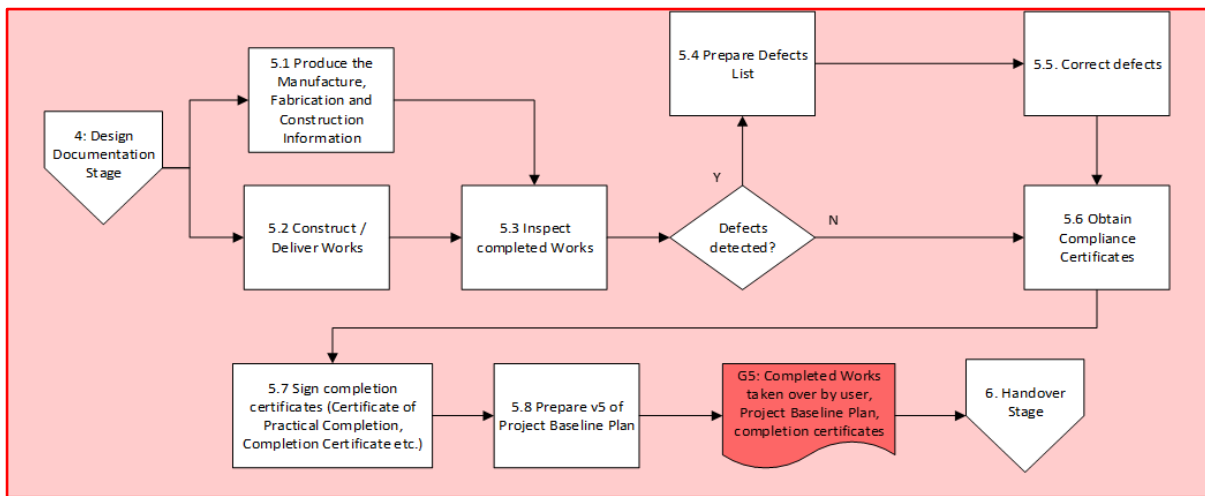 4: Design
Documentation
Stage
5.1 Produce the
Manufacture,
Fabrication and
Construction
Information
5.2 Construct /
Deliver Works
5.3 Inspect
completed Works
Defects
detected?
Y
N
5.4 Prepare Defects
List
5.5. Correct defects
5.6 Obtain
Compliance
Certificates
5.7 Sign completion
certificates (Certificate of
Practical Completion,
Completion Certificate etc.)
5.8 Prepare v5 of
Project Baseline Plan
G5: Completed Works
taken over by user,
Project Baseline Plan,
completion certificates
6. Handover
Stage